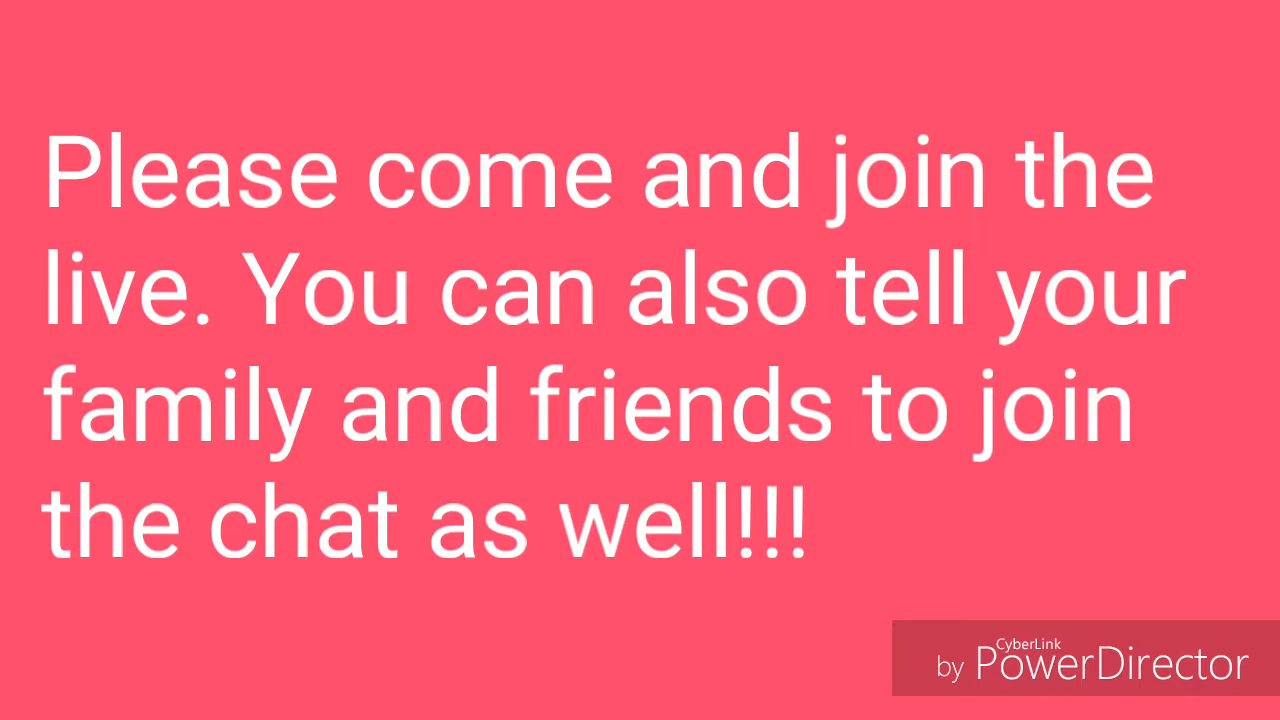 Please come and join the
live. You can also tell your
family and friends to join
the chat as well!!!
CyberLink
by PowerDirector